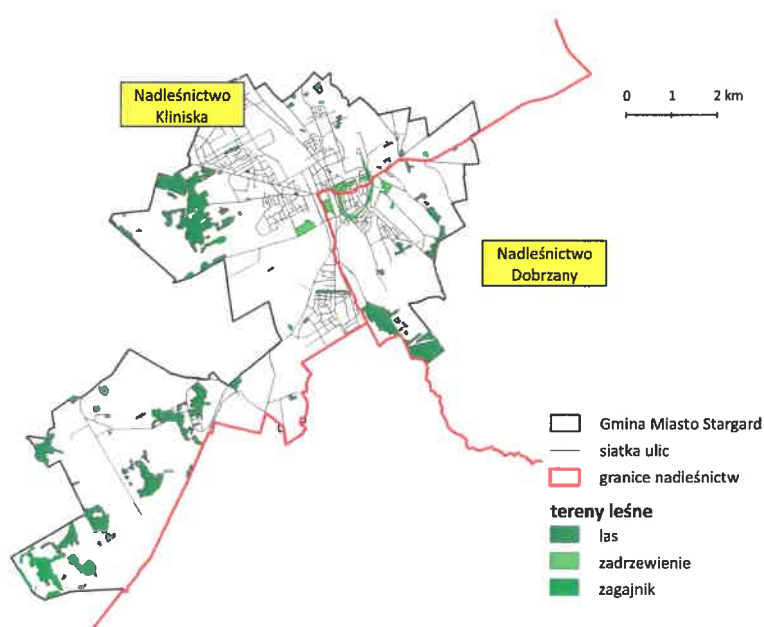 Nadleśnictwo
Kliniska
0 1 2 km
Nadleśnictwo
Dobrzany
Gmina Miasto Stargard
siatka ulic
granice nadleśnictw
tereny leśne
las
zadrzewienie
zagajnik